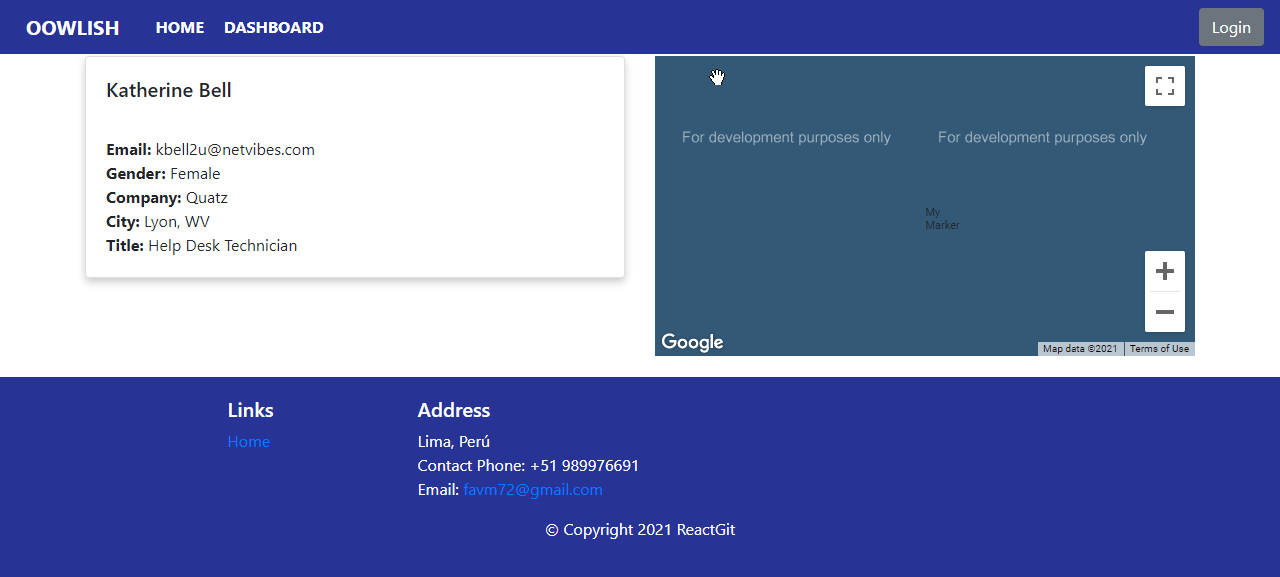 OOWLISH HOME DASHBOARD Login
Katherine Bell
Email: kbell2u@netvibes.com
Gender: Female
Company: Quatz
City: Lyon, WV
Title: Help Desk Technician
For development purposes only For development purposes only
My
Marker
Google
Map data ©2021 Terms of Use
Links
Home
Address
Lima, Perú
Contact Phone: +51 989976691
Email: favm72@gmail.com
© Copyright 2021 ReactGit